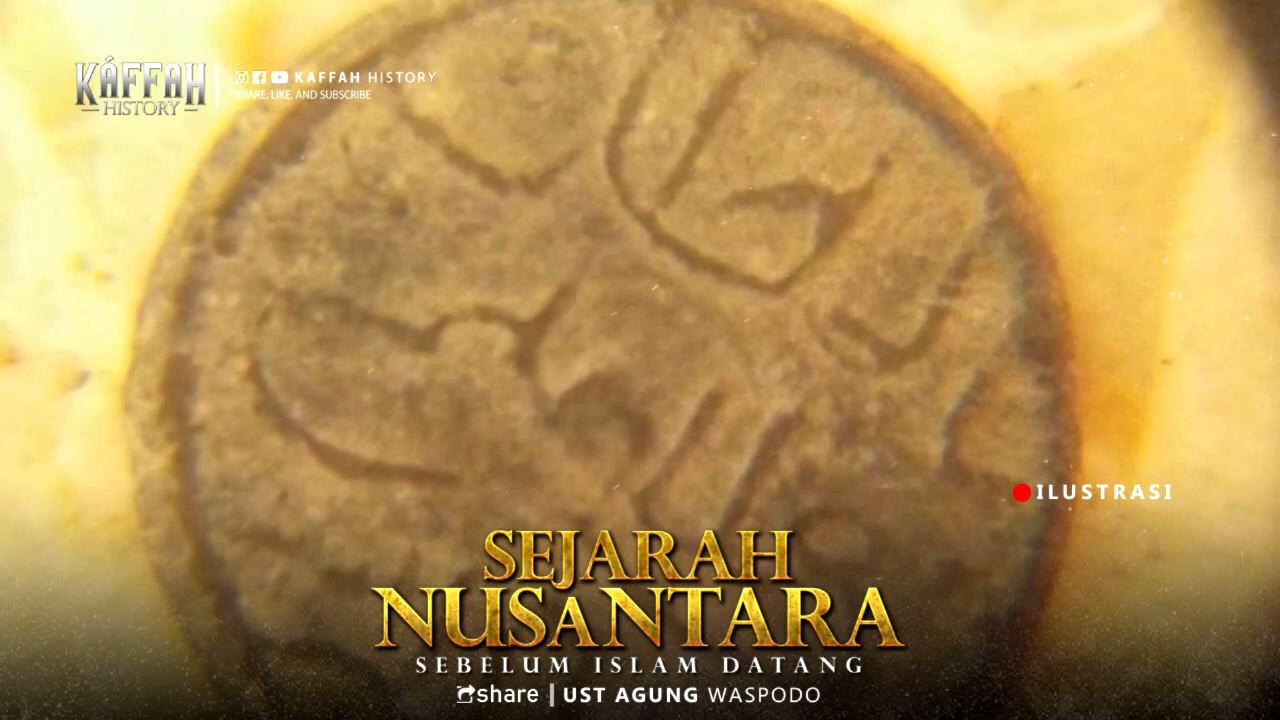 KÁFFAH
HISTORY
KAFFAH HISTORY
SHARE, LIKE, AND SUBSCRIBE
ILUSTRASI
SEJARAH
NUSANTARA
SEBELUM ISLAM DATANG
share | UST AGUNG WASPODO